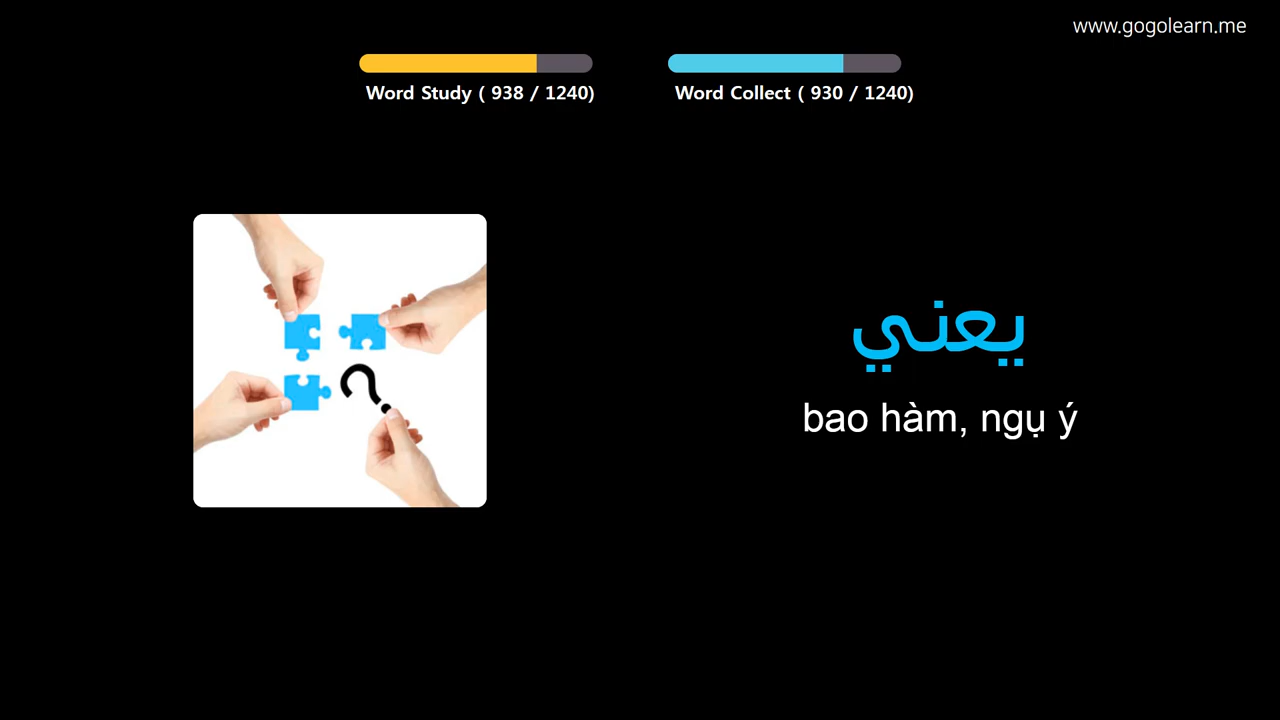 www.gogolearn.me
Word Study ( 938 / 1240)
Word Collect ( 930 / 1240)
يعني
bao hàm, ngụ ý